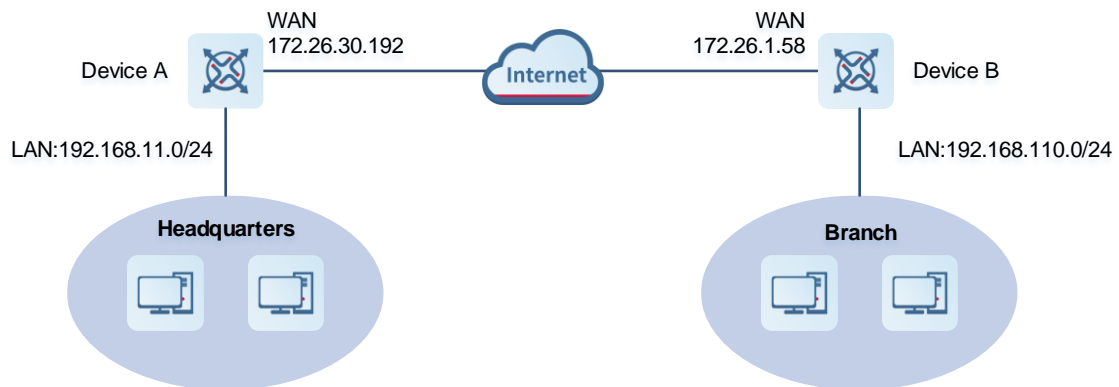 WAN
172.26.30.192
WAN
172.26.1.58
Device A
Internet
Device B
LAN:192.168.11.0/24
LAN:192.168.110.0/24
Headquarters
Branch